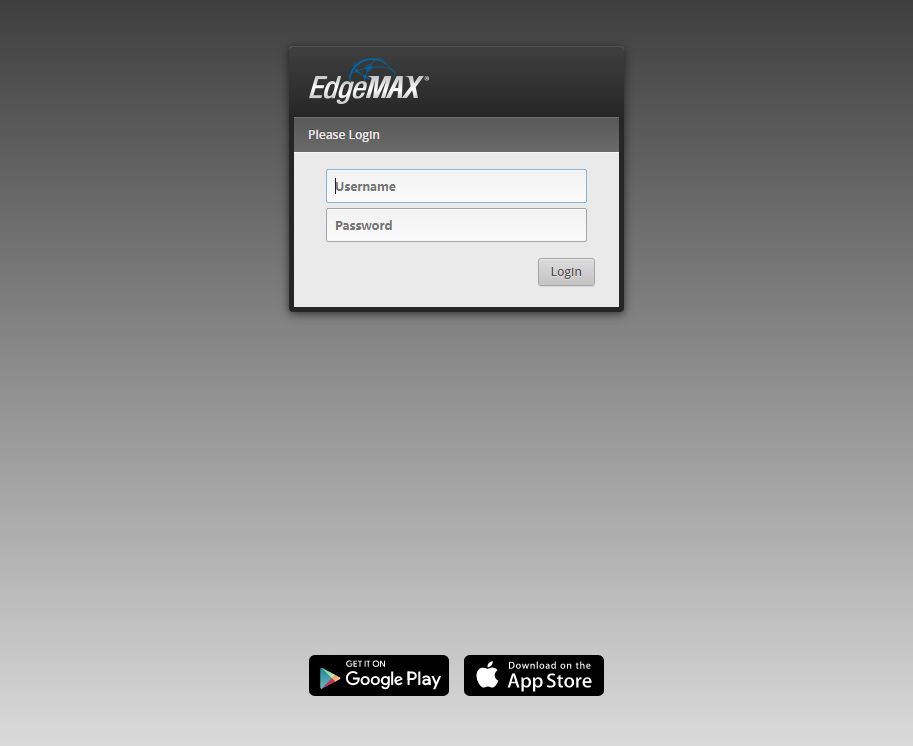 EdgeMAX®
Please Login
Username
Password
Login
GET IT ON
Google Play
Download on the
App Store